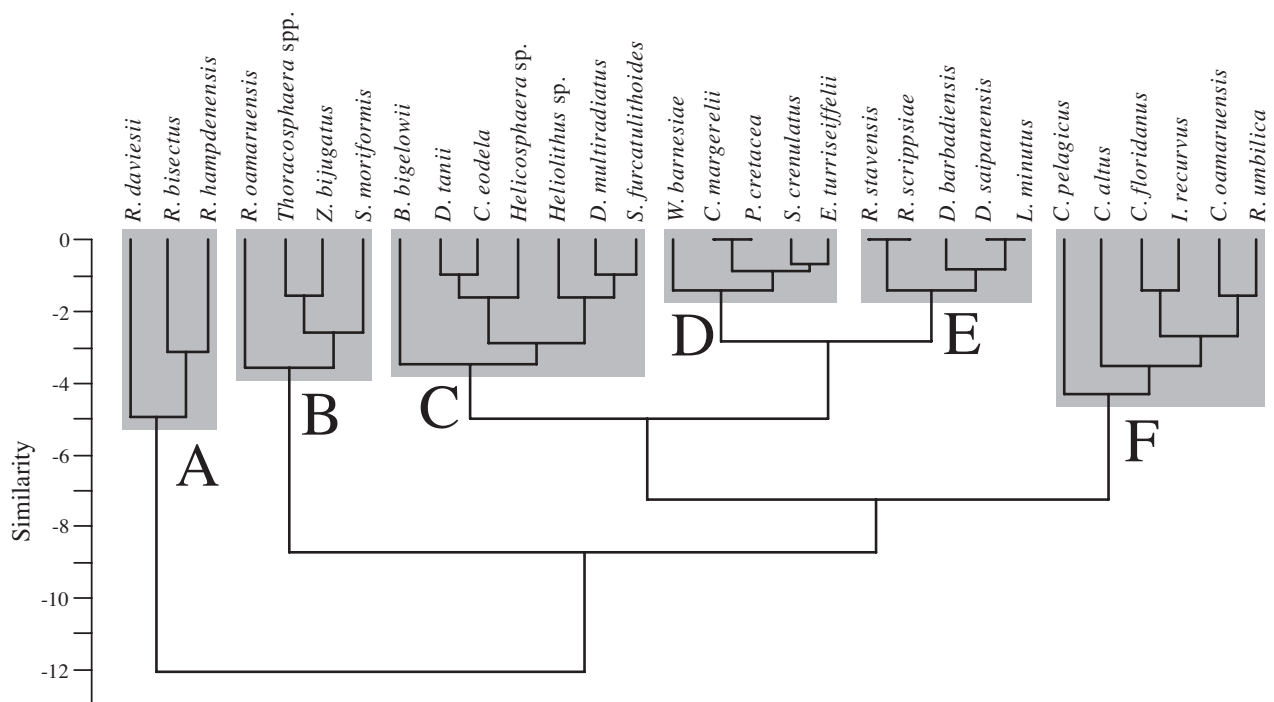 R. daviesii
R. bisectus
R. hampdenensis
R. oamaruensis
Thoracosphaera spp.
Z. bijugatus
S. moriformis
B. bigelowii
D. tanii
C. eodela
Helicosphaera sp.
Heliolithus sp.
D. multradiatus
S. furcatulithoides
W. barnesiae
C. margerelii
P. cretacea
S. crenulatus
E. turriseiffelii
R. stavensis
R. scrippsiae
D. barbadiensis
D. saipanensis
L. minutus
C. pelagicus
C. altus
C. floridanus
I. recurvus
C. oamaruensis
R. umbilica
0
-2
-4
-6
-8
-10
-12
Similarity
A
B
C
D
E
F